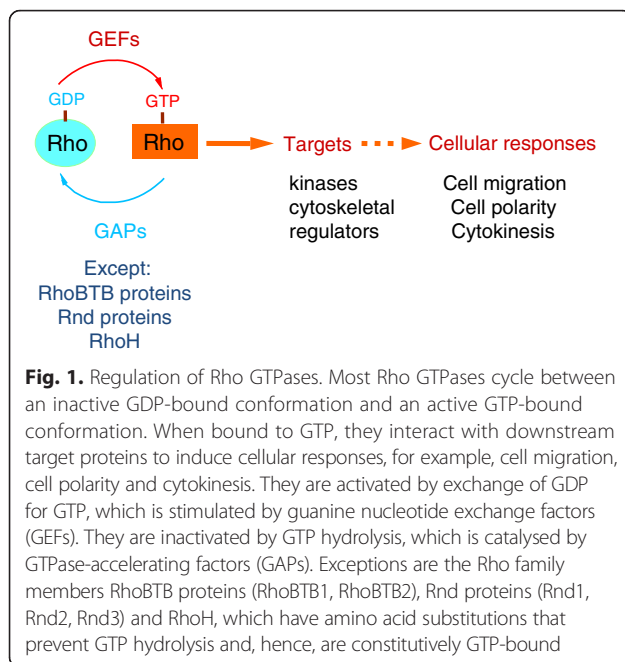 GEFs
GDP
GTP
Rho
Rho
Targets
Cellular responses
kinases
cytoskeletal
regulators
Cell migration
Cell polarity
Cytokinesis
GAPs
Except:
RhoBTB proteins
Rnd proteins
RhoH
Fig. 1. Regulation of Rho GTPases. Most Rho GTPases cycle between
an inactive GDP-bound conformation and an active GTP-bound
conformation. When bound to GTP, they interact with downstream
target proteins to induce cellular responses, for example, cell migration,
cell polarity and cytokinesis. They are activated by exchange of GDP
for GTP, which is stimulated by guanine nucleotide exchange factors
(GEFs). They are inactivated by GTP hydrolysis, which is catalysed by
GTPase-accelerating factors (GAPs). Exceptions are the Rho family
members RhoBTB proteins (RhoBTB1, RhoBTB2), Rnd proteins (Rnd1,
Rnd2, Rnd3) and RhoH, which have amino acid substitutions that
prevent GTP hydrolysis and, hence, are constitutively GTP-bound